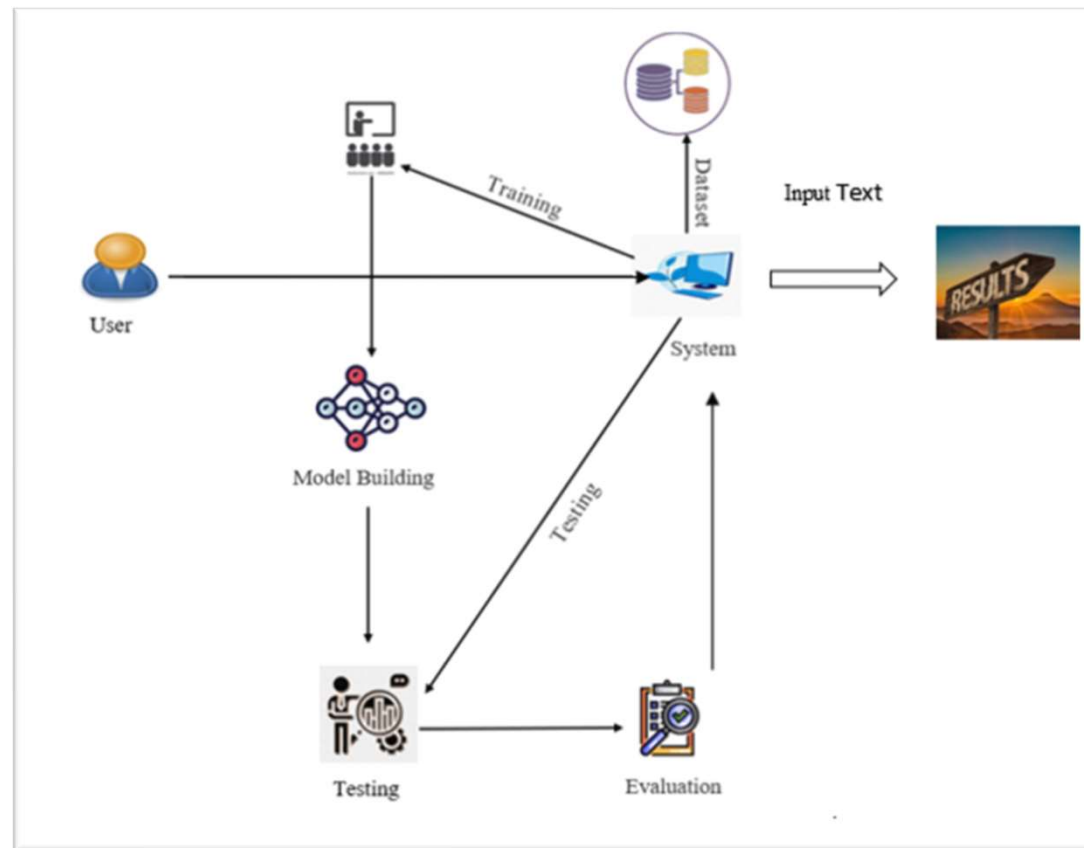 Dataset
Training
Input Text
RESULTS
User
System
Model Building
Testing
Testing
Evaluation